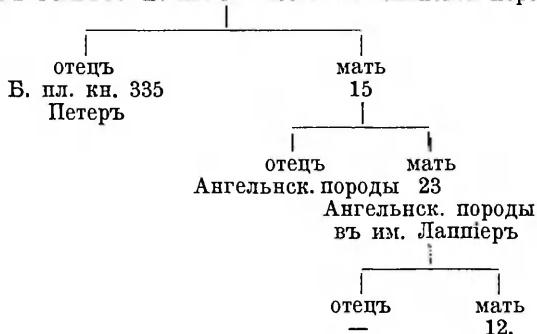 отецъ мать
Б. пл. кн. 335 15
Петеръ
отецъ мать
Ангельнск. породы 23
Ангельнск. породы
въ им. Лаппіеръ
отецъ мать
— 12.